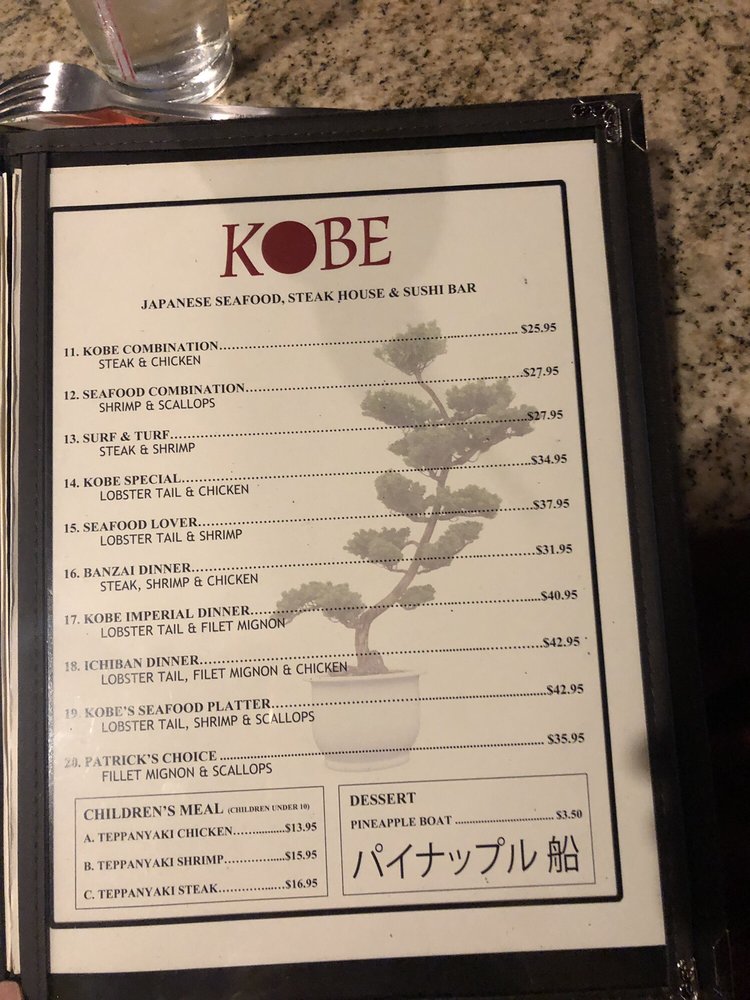 KOBE
JAPANESE SEAFOOD, STEAK HOUSE & SUSHI BAR
11. KOBE COMBINATION.......... $25.95
STEAK & CHICKEN
12. SEAFOOD COMBINATION..........$27.95
SHRIMP & SCALLOPS
13. SURF & TURF..........$27.95
STEAK & SHRIMP
14. KOBE SPECIAL..........$34.95
LOBSTER TAIL & CHICKEN
15. SEAFOOD LOVER..........$37.95
LOBSTER TAIL & SHRIMP
16. BANZAI DINNER..........$31.95
STEAK, SHRIMP & CHICKEN
17. KOBE IMPERIAL DINNER..........$40.95
LOBSTER TAIL & FILET MIGNON
18. ICHIBAN DINNER..........$42.95
LOBSTER TAIL, FILET MIGNON & CHICKEN
19. KOBE'S SEAFOOD PLATTER..........$42.95
LOBSTER TAIL, SHRIMP & SCALLOPS
20. PATRICK'S CHOICE .......... $35.95
FILLET MIGNON & SCALLOPS
CHILDREN'S MEAL (CHILDREN UNDER 10)
A. TEPPANYAKI CHICKEN..........$13.95
B. TEPPANYAKI SHRIMP..........$15.95
C. TEPPANYAKI STEAK..........$16.95
DESSERT
PINEAPPLE BOAT .......... $3.50
パイナップル 船